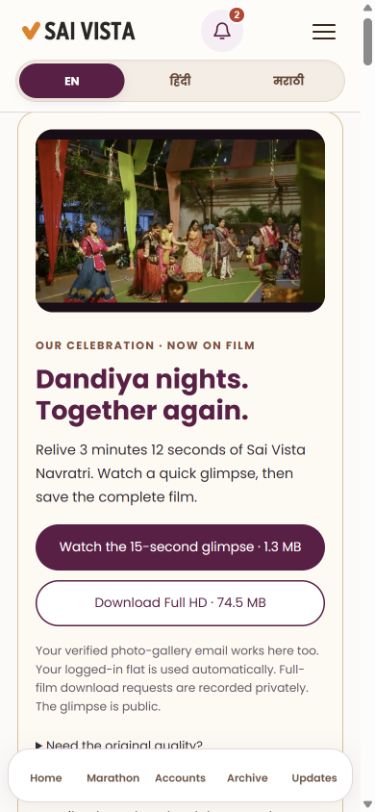 SAI VISTA
2
EN
हिंदी
मराठी
OUR CELEBRATION · NOW ON FILM
Dandiya nights.
Together again.
Relive 3 minutes 12 seconds of Sai Vista
Navratri. Watch a quick glimpse, then
save the complete film.
Watch the 15-second glimpse · 1.3 MB
Download Full HD · 74.5 MB
Your verified photo-gallery email works here too.
Your logged-in flat is used automatically. Full-
film download requests are recorded privately.
The glimpse is public.
Need the original quality?
Home
Marathon
Accounts
Archive
Updates